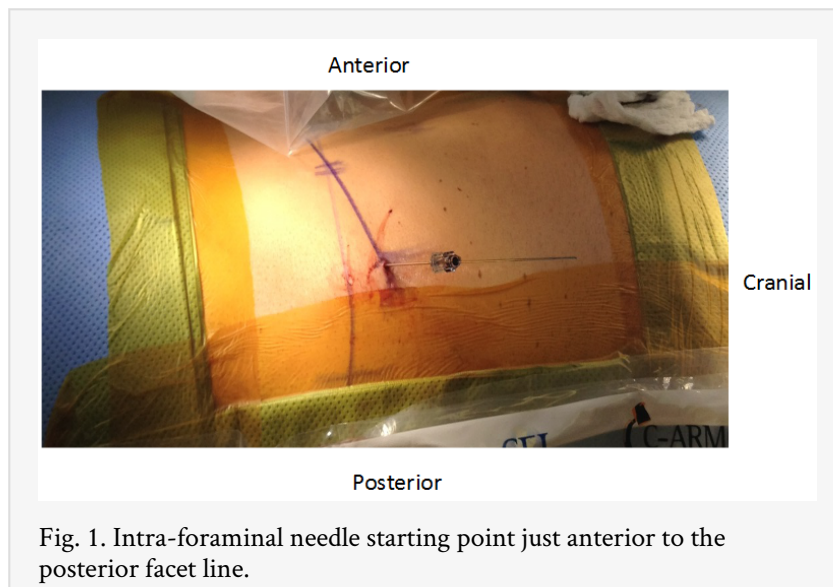 Anterior
Cranial
C-ARM
Posterior
Fig. 1. Intra-foraminal needle starting point just anterior to the
posterior facet line.